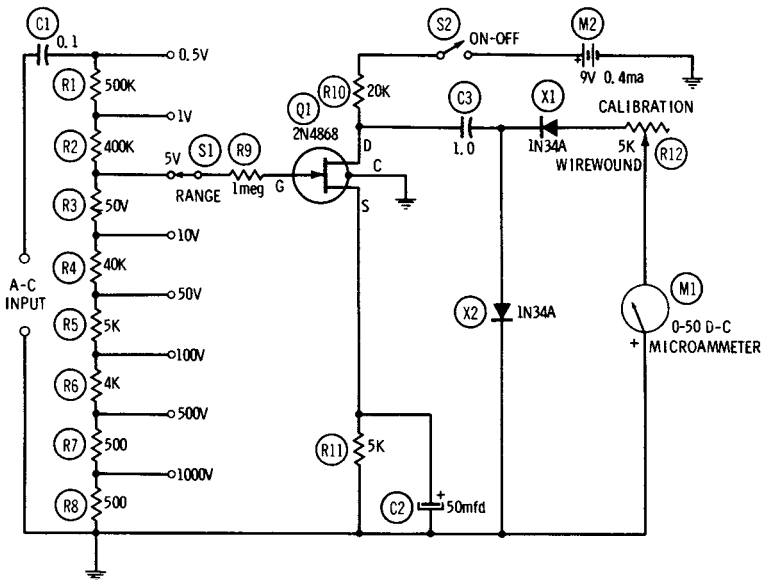 C1
0.1
0.5V
R1
500K
1V
R2
400K
5V
S1
RANGE
R9
1meg
R3
50V
10V
R4
40K
50V
R5
5K
100V
R6
4K
500V
R7
500
1000V
R8
500
A-C
INPUT
S2
ON-OFF
M2
+
9V 0.4ma
R10
20K
Q1
2N4868
D
C
G
S
C3
1.0
X1
1N34A
CALIBRATION
5K
WIREWOUND
R12
X2
1N34A
M1
0-50 D-C
MICROAMMETER
+
R11
5K
C2
+
50mfd